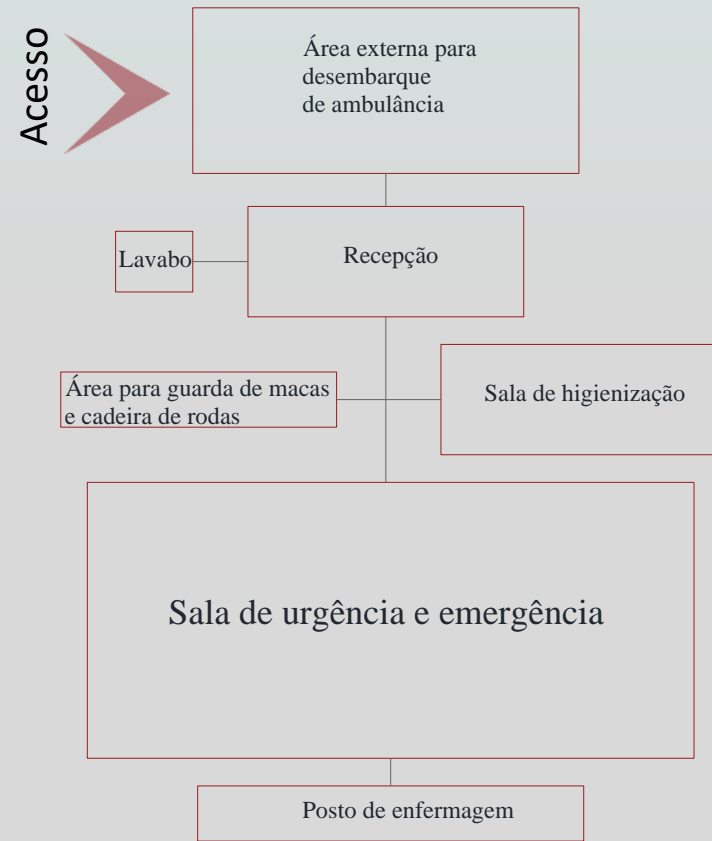 Acesso
Área externa para
desembarque
de ambulância
Lavabo
Recepção
Área para guarda de macas
e cadeira de rodas
Sala de higienização
Sala de urgência e emergência
Posto de enfermagem